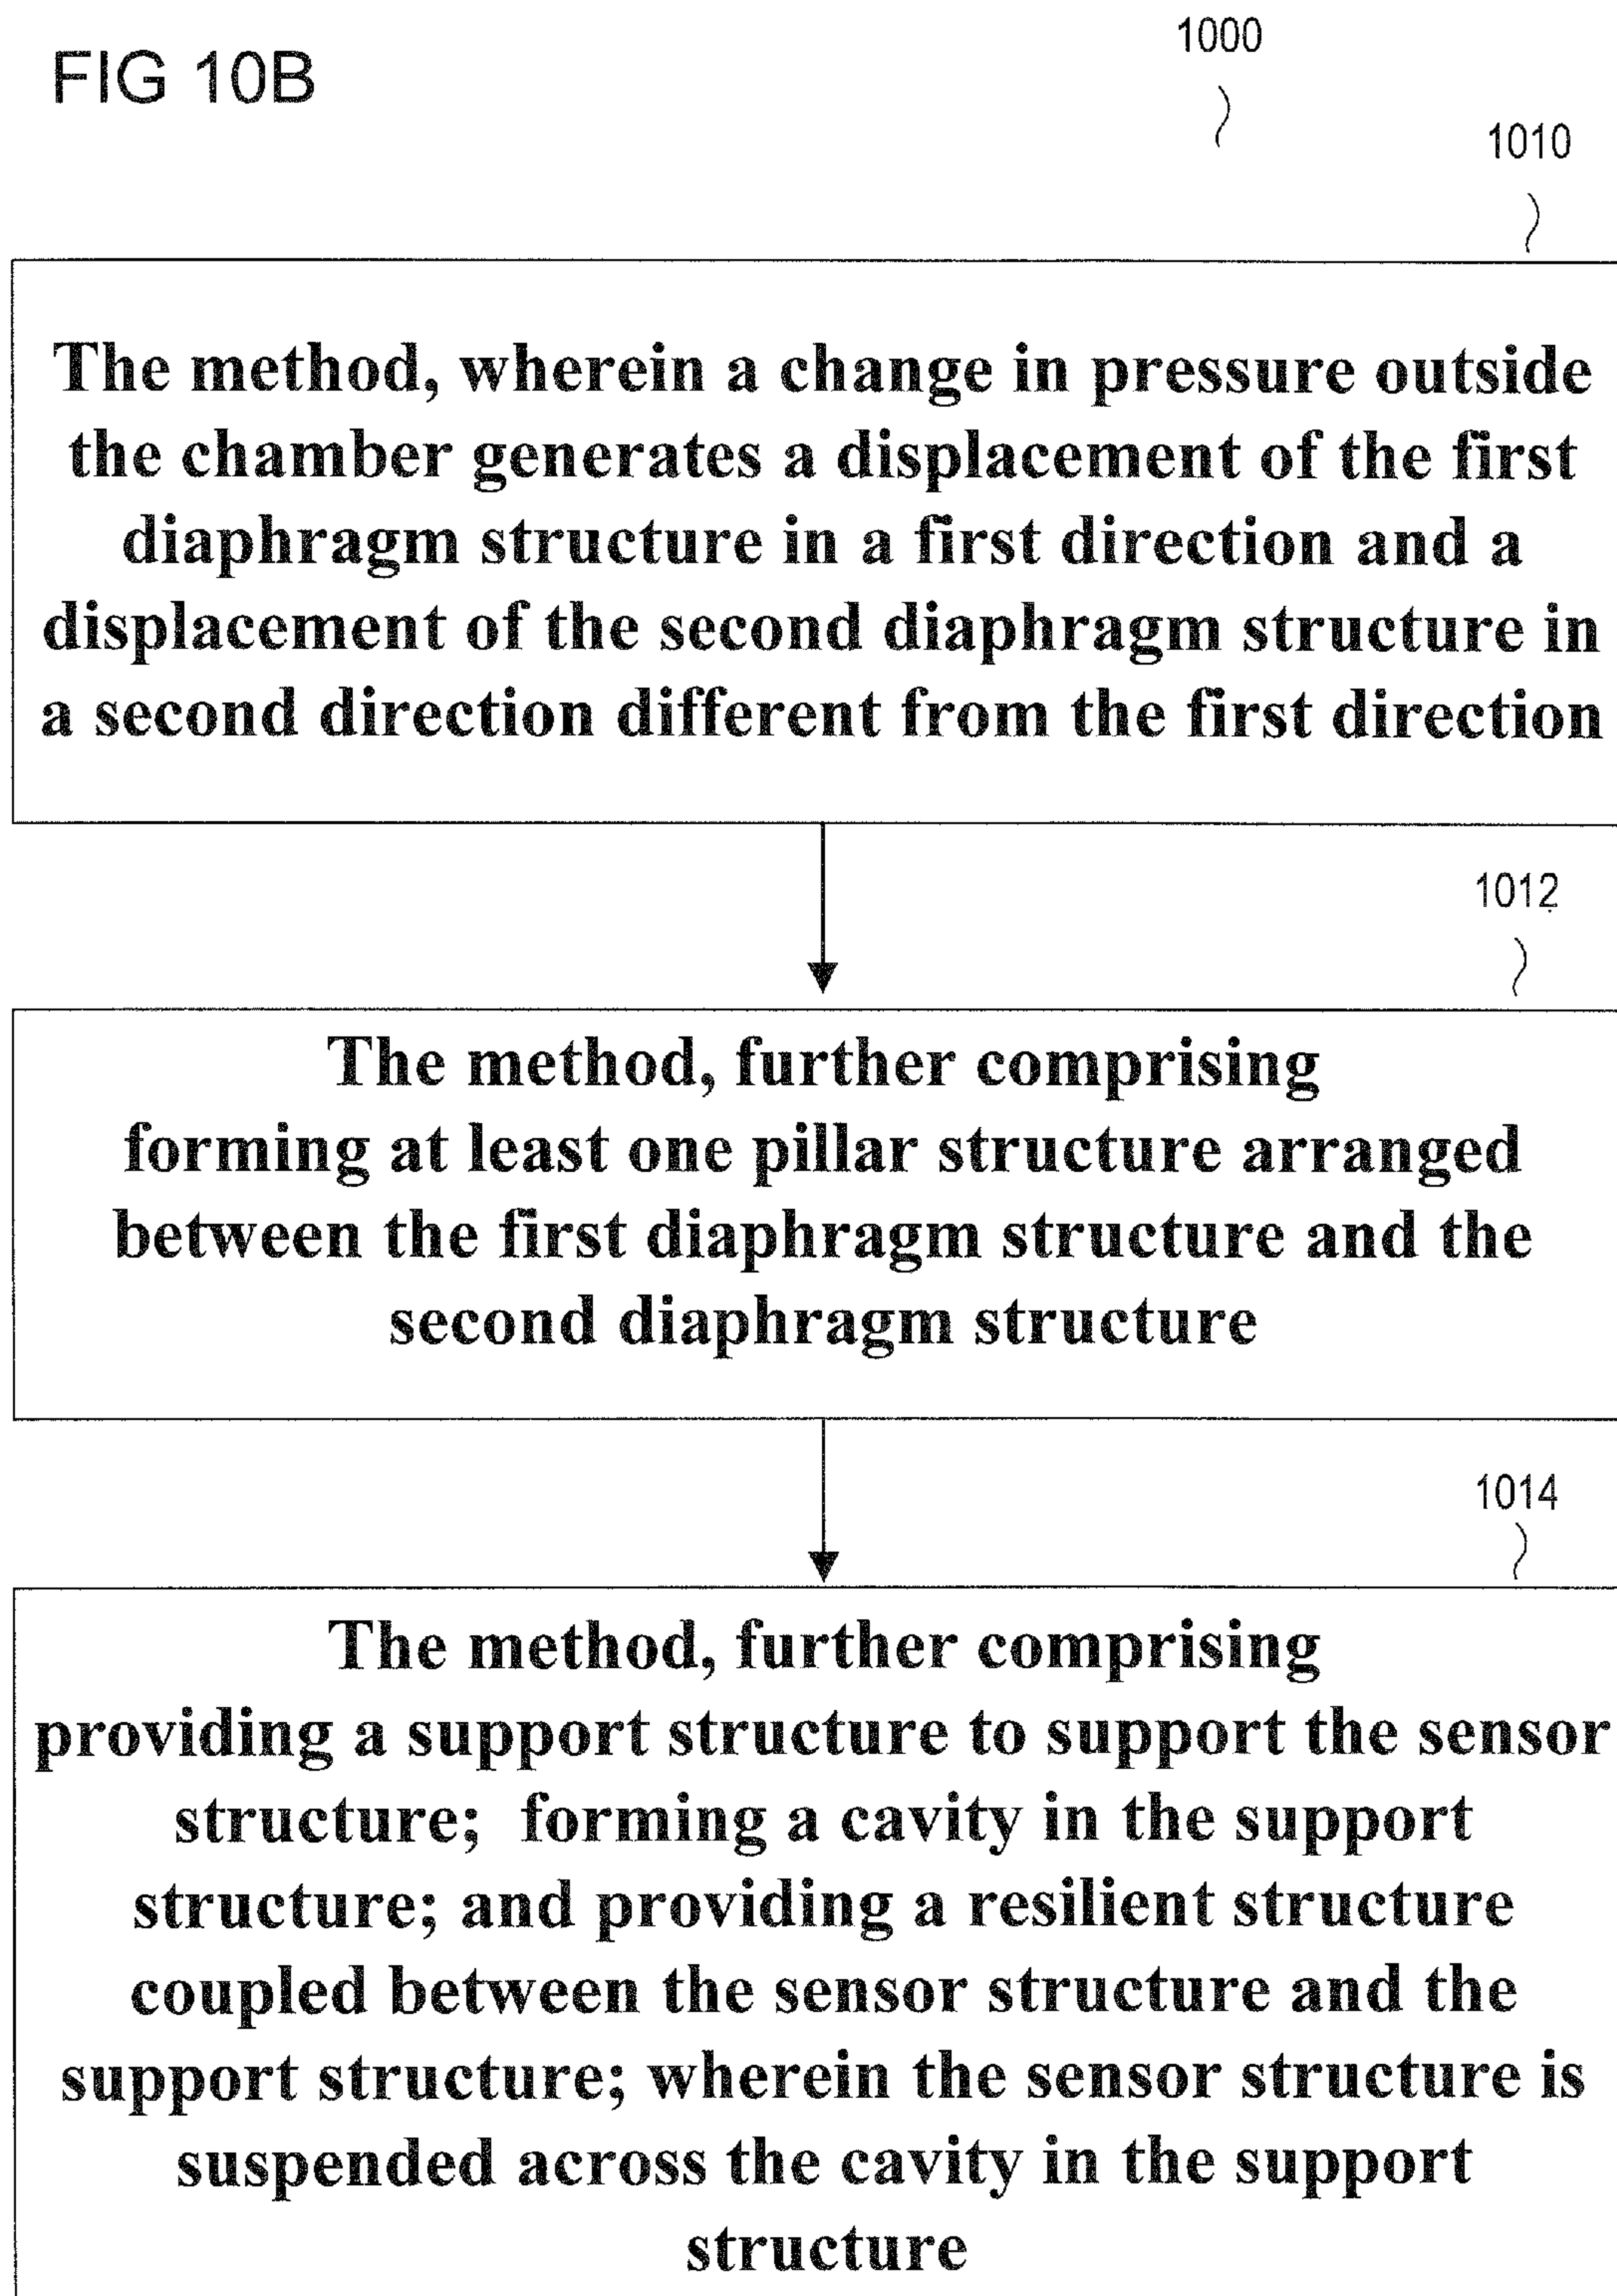 FIG 10B
1000
1010
The method, wherein a change in pressure outside
the chamber generates a displacement of the first
diaphragm structure in a first direction and a
displacement of the second diaphragm structure in
a second direction different from the first direction
1012
The method, further comprising
forming at least one pillar structure arranged
between the first diaphragm structure and the
second diaphragm structure
1014
The method, further comprising
providing a support structure to support the sensor
structure; forming a cavity in the support
structure; and providing a resilient structure
coupled between the sensor structure and the
support structure; wherein the sensor structure is
suspended across the cavity in the support
structure